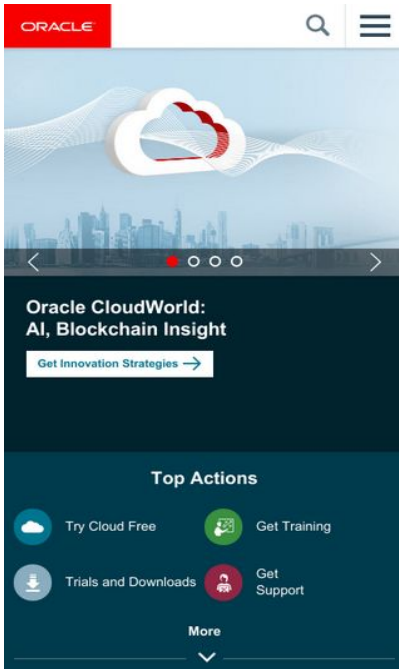 ORACLE
Oracle CloudWorld:
AI, Blockchain Insight
Get Innovation Strategies
Top Actions
Try Cloud Free
Get Training
Trials and Downloads
Get
Support
More